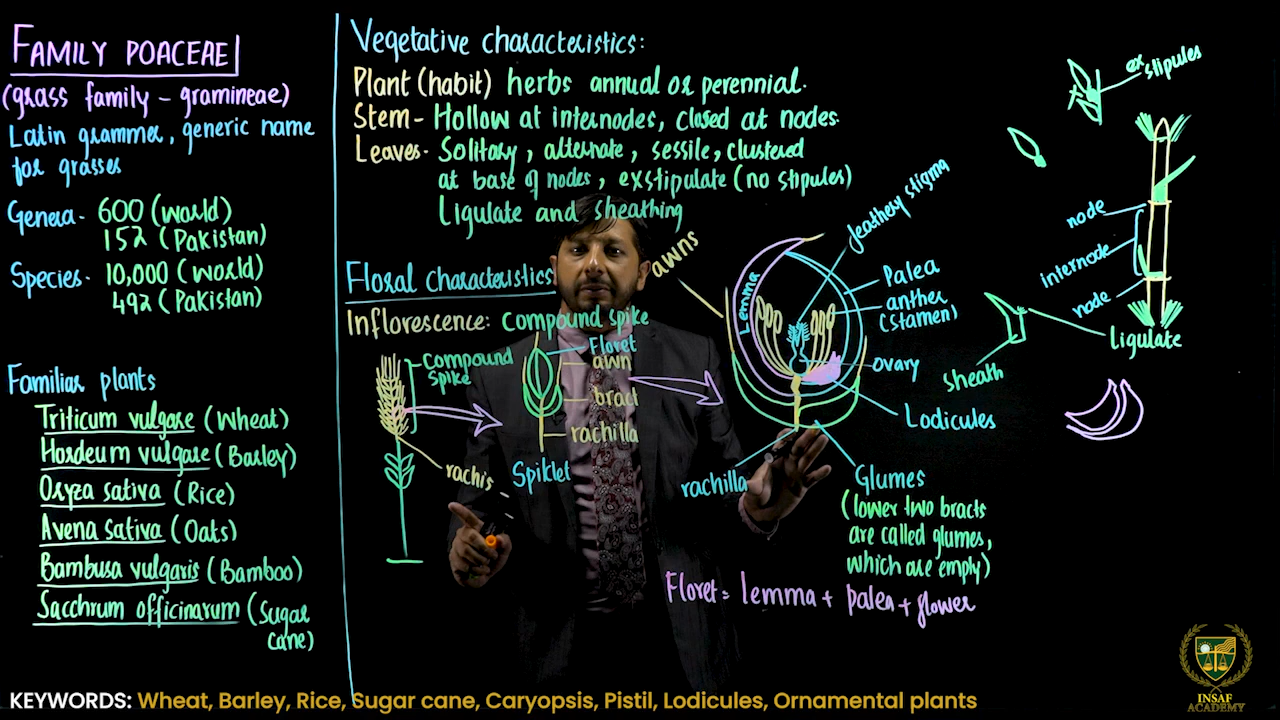 FAMILY POACEAE
(grass family - gramineae)
Latin grammer, generic name
for grasses
Genera - 600 (world)
152 (Pakistan)
Species - 10,000 (world)
492 (Pakistan)
Familiar plants
Triticum vulgare (Wheat)
Hordeum vulgare (Barley)
Oryza sativa (Rice)
Avena sativa (Oats)
Bambusa vulgaris (Bamboo)
Sacchrum officinarum (Sugar
cane)
Vegetative characteristics:
Plant (habit) herbs annual or perennial.
Stem - Hollow at internodes, closed at nodes.
Leaves - Solitary, alternate, sessile, clustered
at base of nodes, exstipulate (no stipules)
Ligulate and sheathing
Floral characteristics
Inflorescence: Compound spike
Compound
spike
rachis
Floret
awn
bract
rachilla
Spiklet
awns
Lemma
feathery stigma
Palea
anther
(stamen)
ovary
Lodicules
rachilla
Glumes
(lower two bracts
are called glumes,
which are empty)
Floret = lemma + palea + flower
ex stipules
node
internode
node
Ligulate
sheath
KEYWORDS: Wheat, Barley, Rice, Sugar cane, Caryopsis, Pistil, Lodicules, Ornamental plants
INSAF
ACADEMY